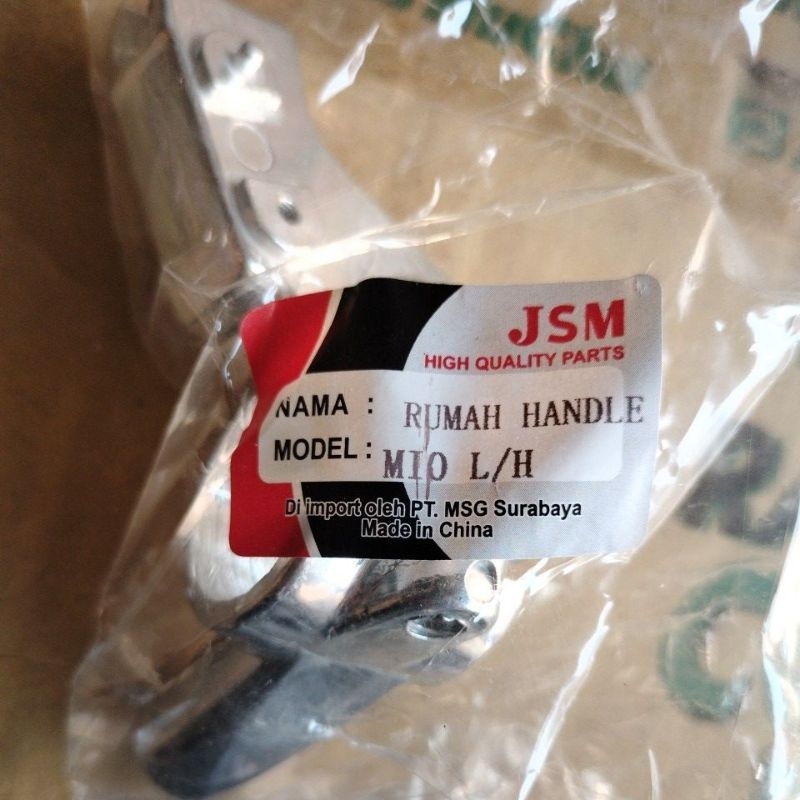 JSM
HIGH QUALITY PARTS
NAMA : RUMAH HANDLE
MODEL : MIO L/H
Di import oleh PT. MSG Surabaya
Made in China